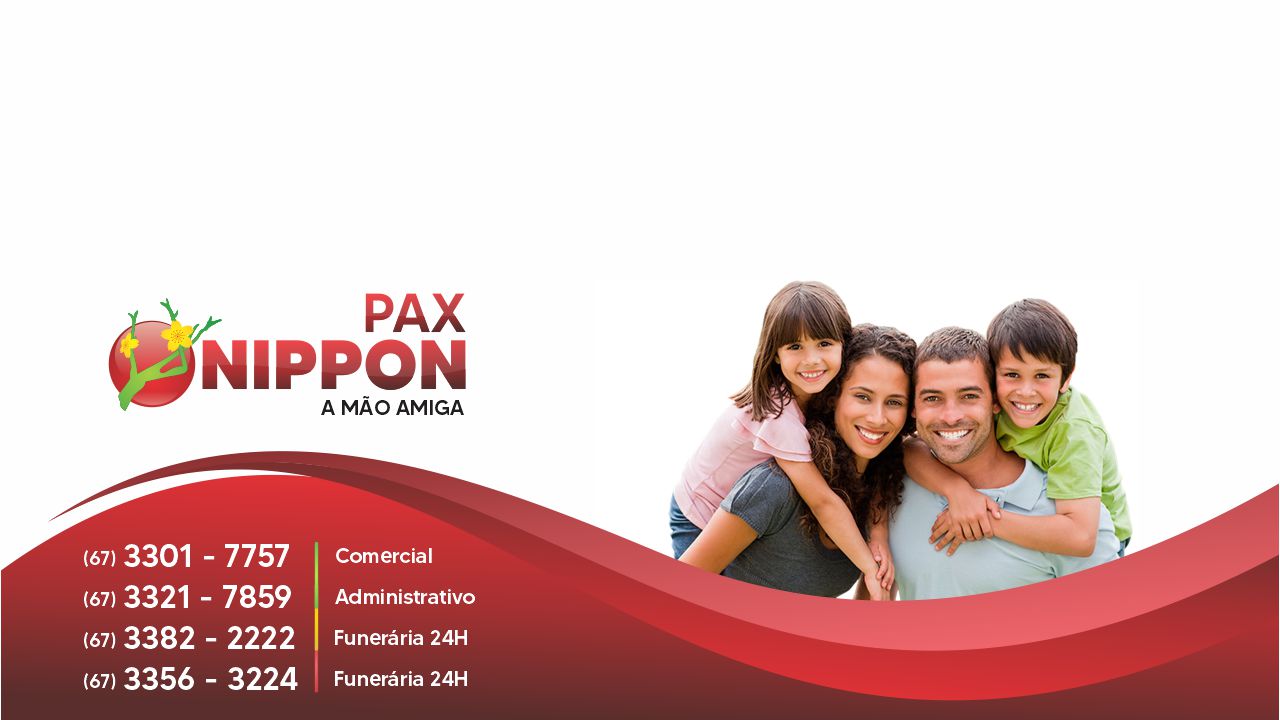 PAX
NIPPON
A MÃO AMIGA
(67) 3301 - 7757 Comercial
(67) 3321 - 7859 Administrativo
(67) 3382 - 2222 Funerária 24H
(67) 3356 - 3224 Funerária 24H